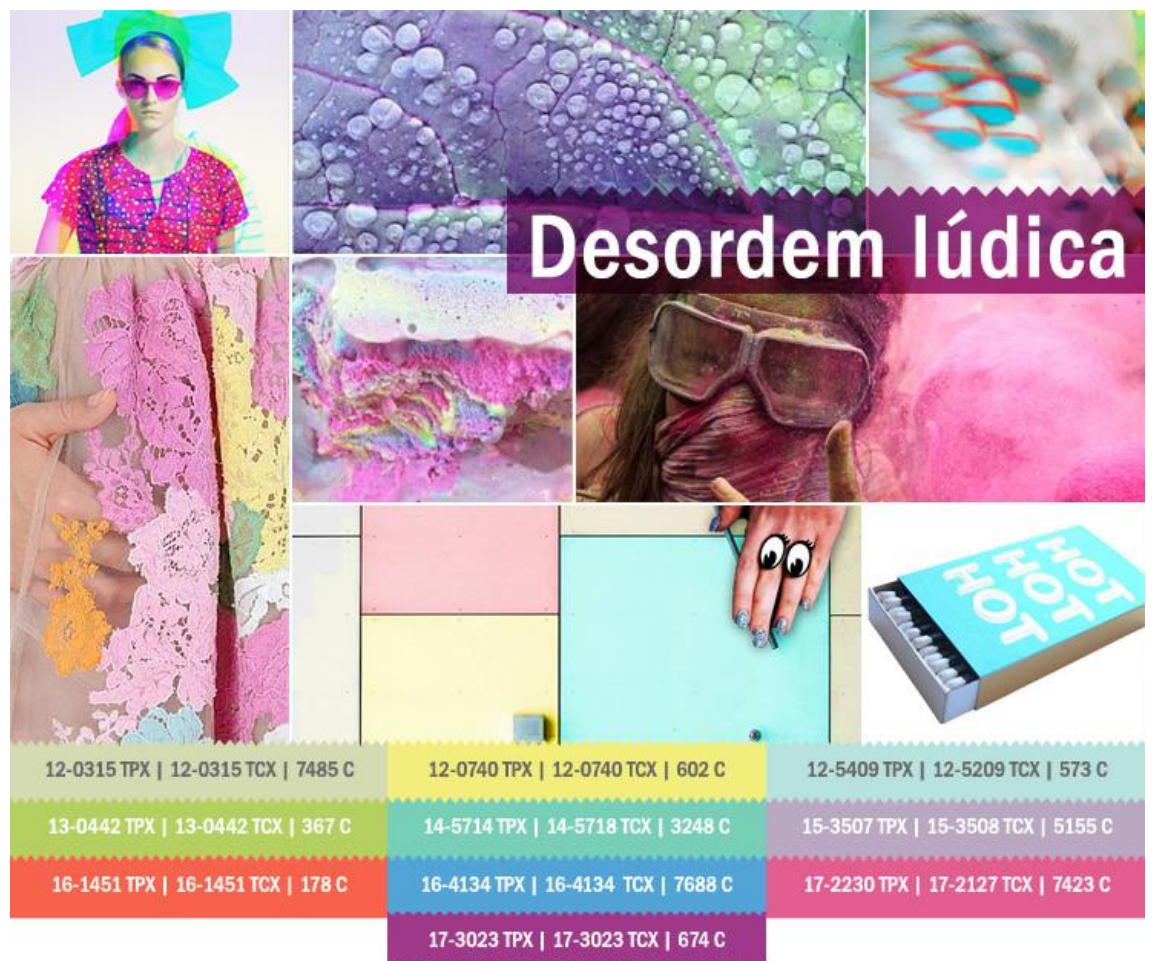 Desordem lúdica
HOT
HOT
HOT
12-0315 TPX | 12-0315 TCX | 7485 C
12-0740 TPX | 12-0740 TCX | 602 C
12-5409 TPX | 12-5209 TCX | 573 C
13-0442 TPX | 13-0442 TCX | 367 C
14-5714 TPX | 14-5718 TCX | 3248 C
15-3507 TPX | 15-3508 TCX | 5155 C
16-1451 TPX | 16-1451 TCX | 178 C
16-4134 TPX | 16-4134 TCX | 7688 C
17-2230 TPX | 17-2127 TCX | 7423 C
17-3023 TPX | 17-3023 TCX | 674 C